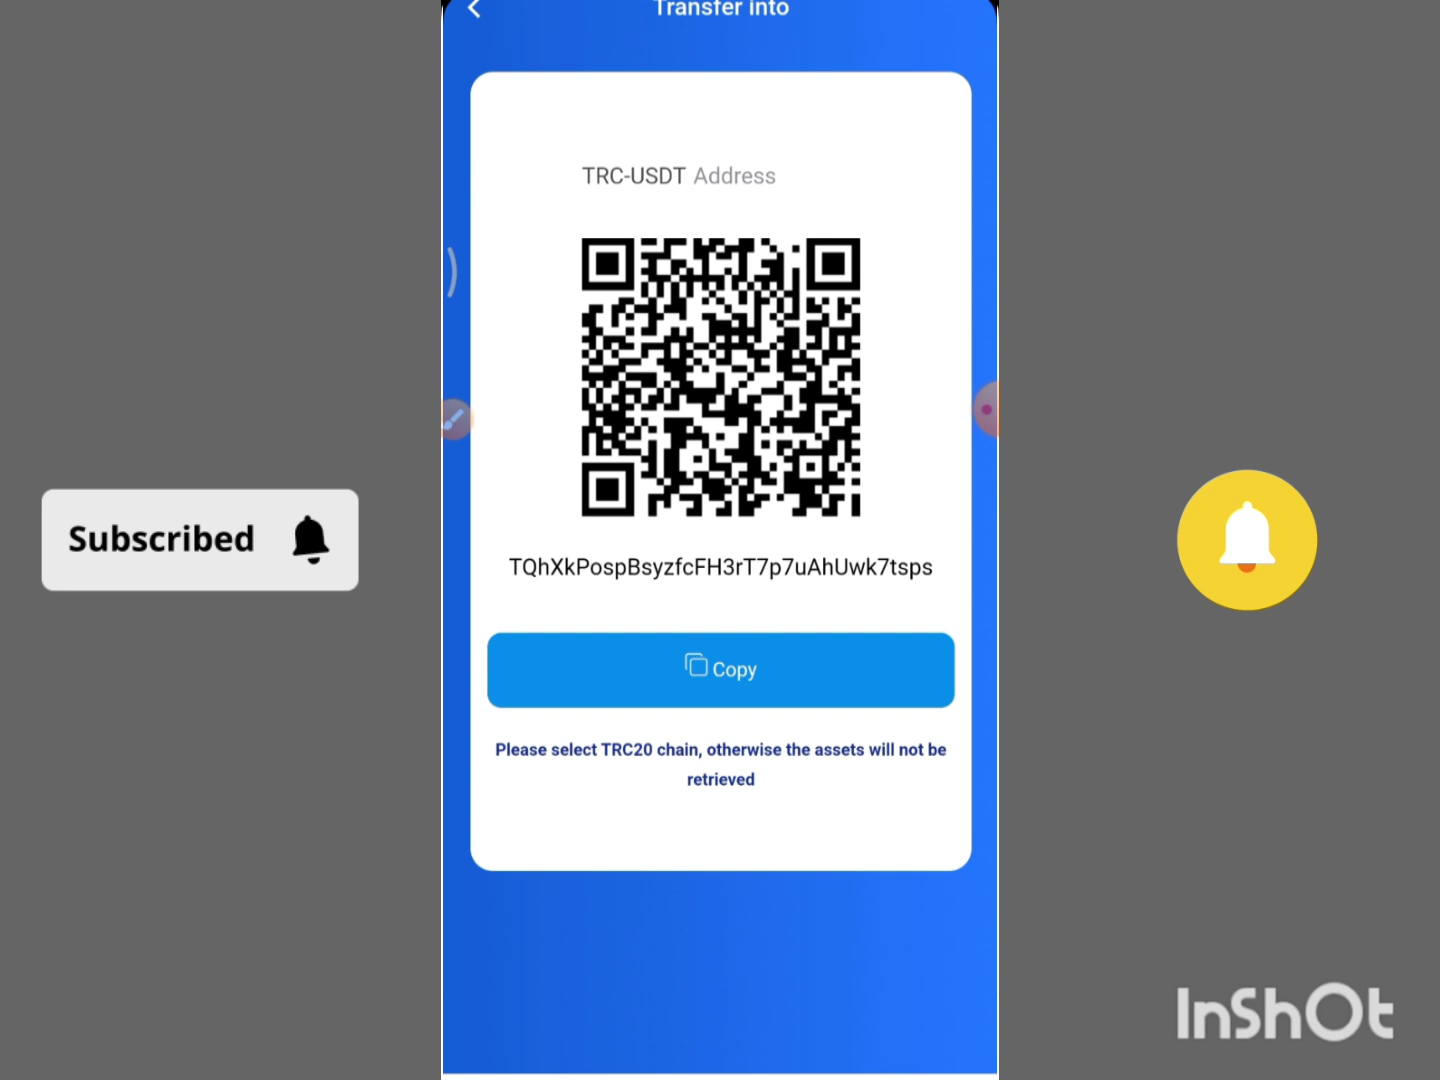 Transfer into
TRC-USDT Address
TQhXkPospBsyzfcFH3rT7p7uAhUwk7tsps
Copy
Please select TRC20 chain, otherwise the assets will not be
retrieved
Subscribed
InShOt